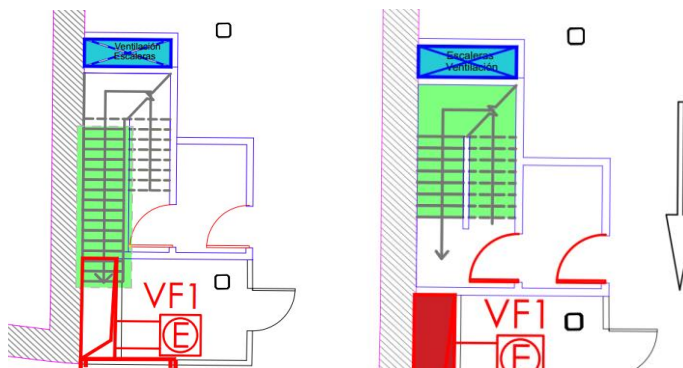 Ventilación
Escaleras
VF1
E
Escaleras
Ventilación
VF1
E